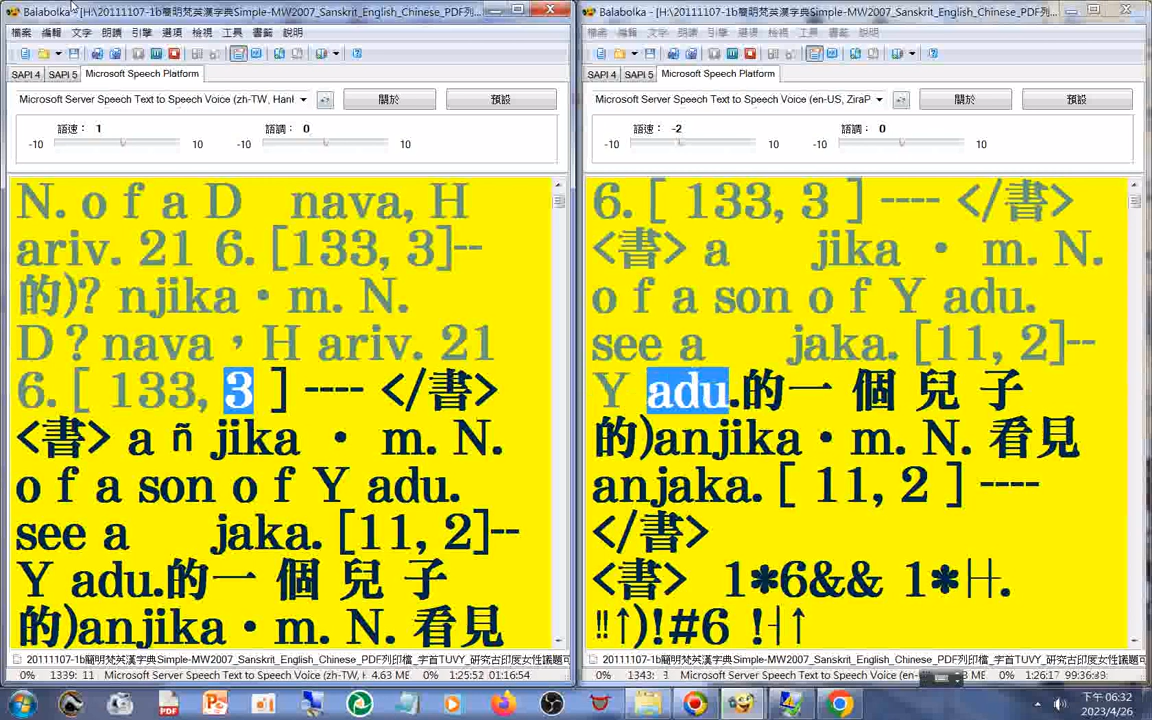 Balabolka - [H:\20111107-1b簡明梵英漢字典Simple-MW2007_Sanskrit_English_Chinese_PDF列...
檔案 編輯 文字 朗讀 引擎 選項 檢視 工具 書籤 說明
SAPI 4 SAPI 5 Microsoft Speech Platform
Microsoft Server Speech Text to Speech Voice (zh-TW, Han
關於 預設
語速： 1 語調： 0
-10 10 -10 10
N. o f a D nava, H
ariv. 21 6. [133, 3]--
的)? njika・m. N.
D ? nava，H ariv. 21
6. [ 133, 3 ] ---- </書>
<書> a ñ jika ・ m. N.
o f a son o f Y adu.
see a jaka. [11, 2]--
Y adu.的一 個 兒 子
的)anjika・m. N. 看見
20111107-1b簡明梵英漢字典Simple-MW2007_Sanskrit_English_Chinese_PDF列印檔_字首TUVY_研究古印度女性議題可
0% 1339: 11 Microsoft Server Speech Text to Speech Voice (zh-TW, H 4.63 MB 0% 1:25:52 01:16:54
Balabolka - [H:\20111107-1b簡明梵英漢字典Simple-MW2007_Sanskrit_English_Chinese_PDF列印...
檔案 編輯 文字 朗讀 引擎 選項 檢視 工具 書籤 說明
SAPI 4 SAPI 5 Microsoft Speech Platform
Microsoft Server Speech Text to Speech Voice (en-US, ZiraP
關於 預設
語速： -2 語調： 0
-10 10 -10 10
6. [ 133, 3 ] ---- </書>
<書> a jika ・ m. N.
o f a son o f Y adu.
see a jaka. [11, 2]--
Y adu.的一 個 兒 子
的)anjika・m. N. 看見
anjaka. [ 11, 2 ] ----
</書>
<書> 1*6&& 1*├┤.
‼↑)!#6 !┤↑
20111107-1b簡明梵英漢字典Simple-MW2007_Sanskrit_English_Chinese_PDF列印檔_字首TUVY_研究古印度女性議題可
0% 1343: Microsoft Server Speech Text to Speech Voice 0% 1:26:17 99:36:39
下午 06:32
2023/4/26